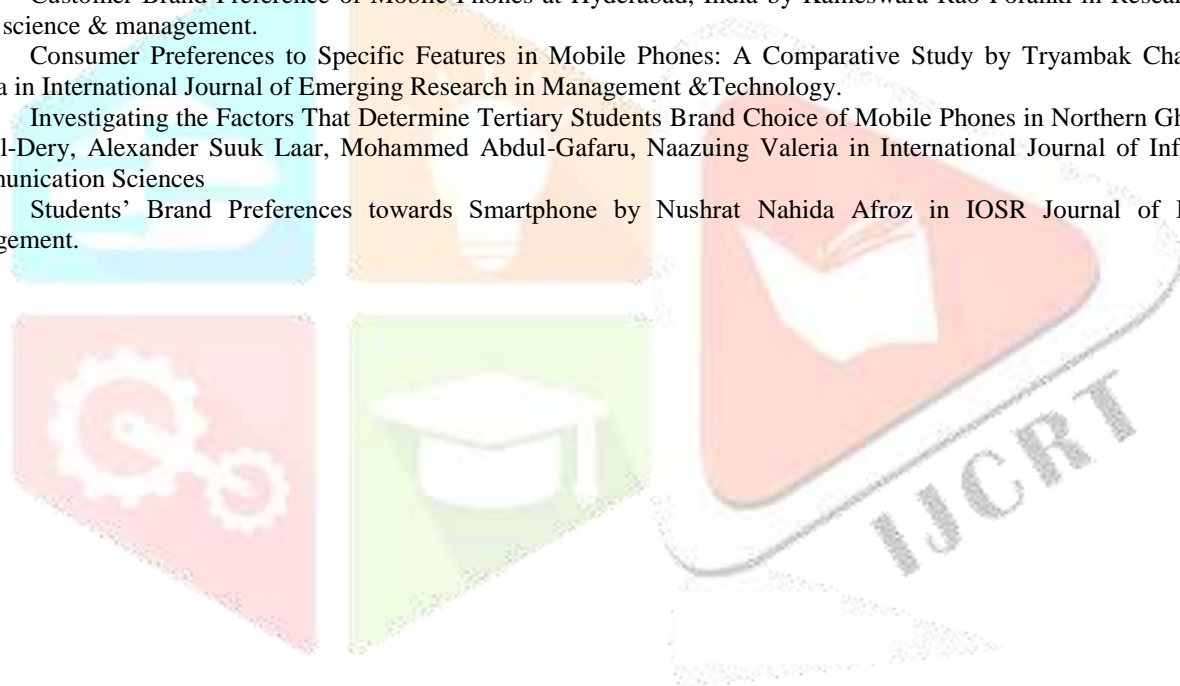 Customer Brand Preference of Mobile Phones at Hyderabad, India by Kameswara Rao Poranki in Resear
science & management.
Consumer Preferences to Specific Features in Mobile Phones: A Comparative Study by Tryambak Cha
a in International Journal of Emerging Research in Management &Technology.
Investigating the Factors That Determine Tertiary Students Brand Choice of Mobile Phones in Northern Gh
l-Dery, Alexander Suuk Laar, Mohammed Abdul-Gafaru, Naazuing Valeria in International Journal of Inf
unication Sciences
Students’ Brand Preferences towards Smartphone by Nushrat Nahida Afroz in IOSR Journal of
gement.
IJCRT